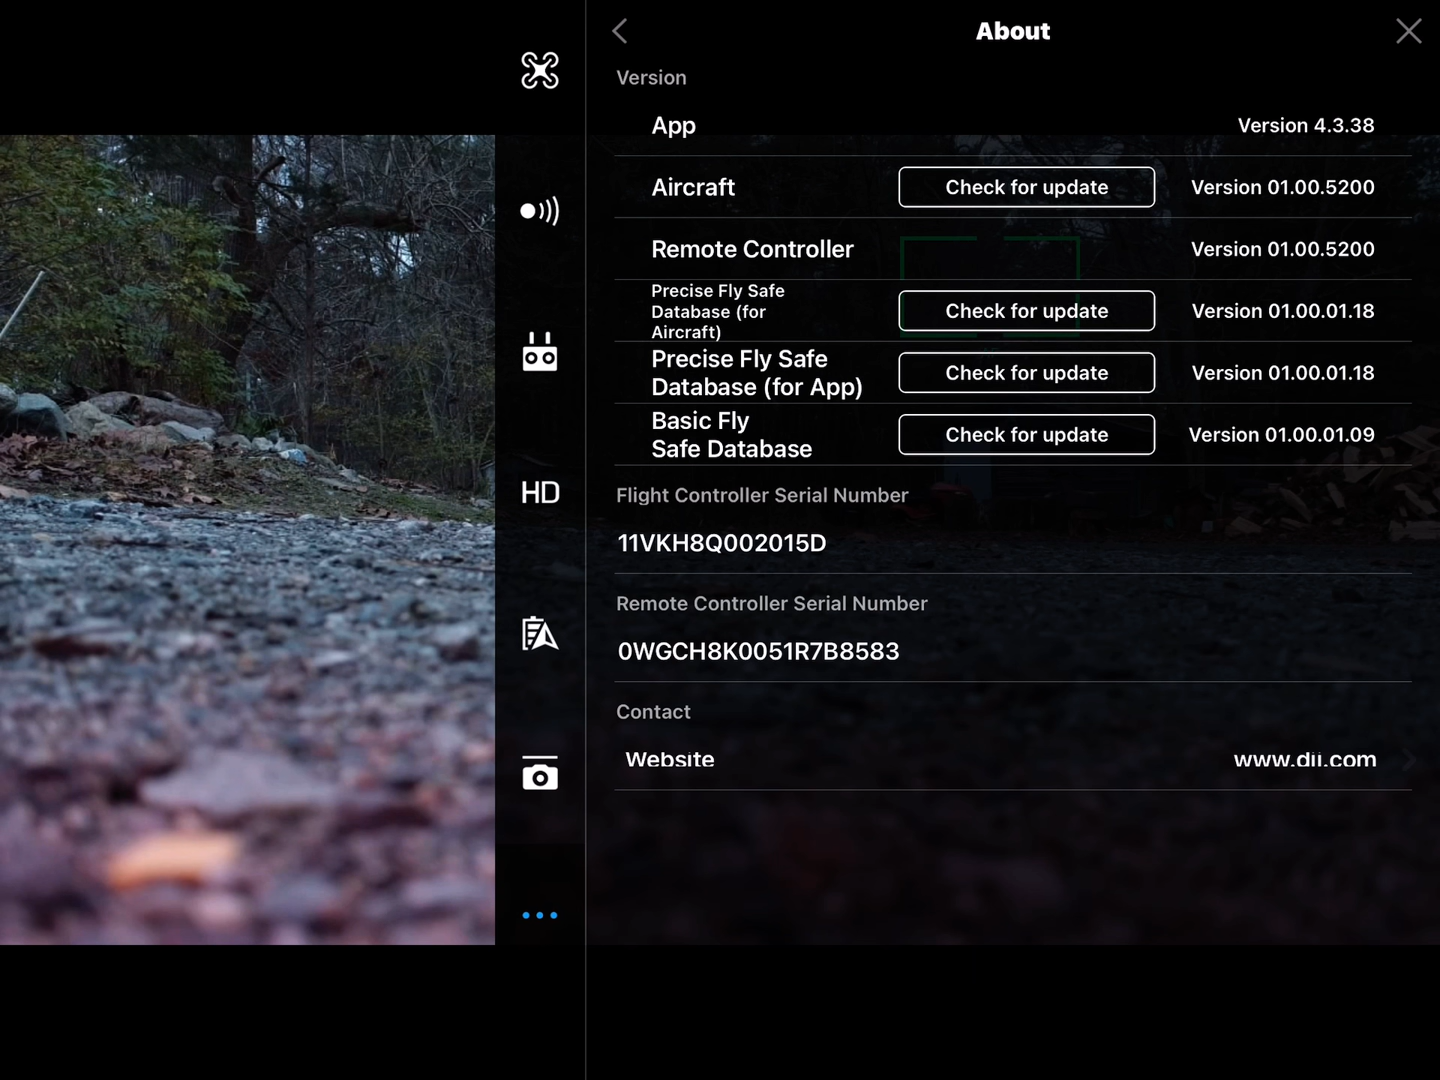 About
Version
App
Version 4.3.38
Aircraft
Check for update
Version 01.00.5200
Remote Controller
Version 01.00.5200
Precise Fly Safe
Database (for
Aircraft)
Check for update
Version 01.00.01.18
Precise Fly Safe
Database (for App)
Check for update
Version 01.00.01.18
Basic Fly
Safe Database
Check for update
Version 01.00.01.09
HD
Flight Controller Serial Number
11VKH8Q002015D
Remote Controller Serial Number
0WGCH8K0051R7B8583
Contact
Website
www.dji.com